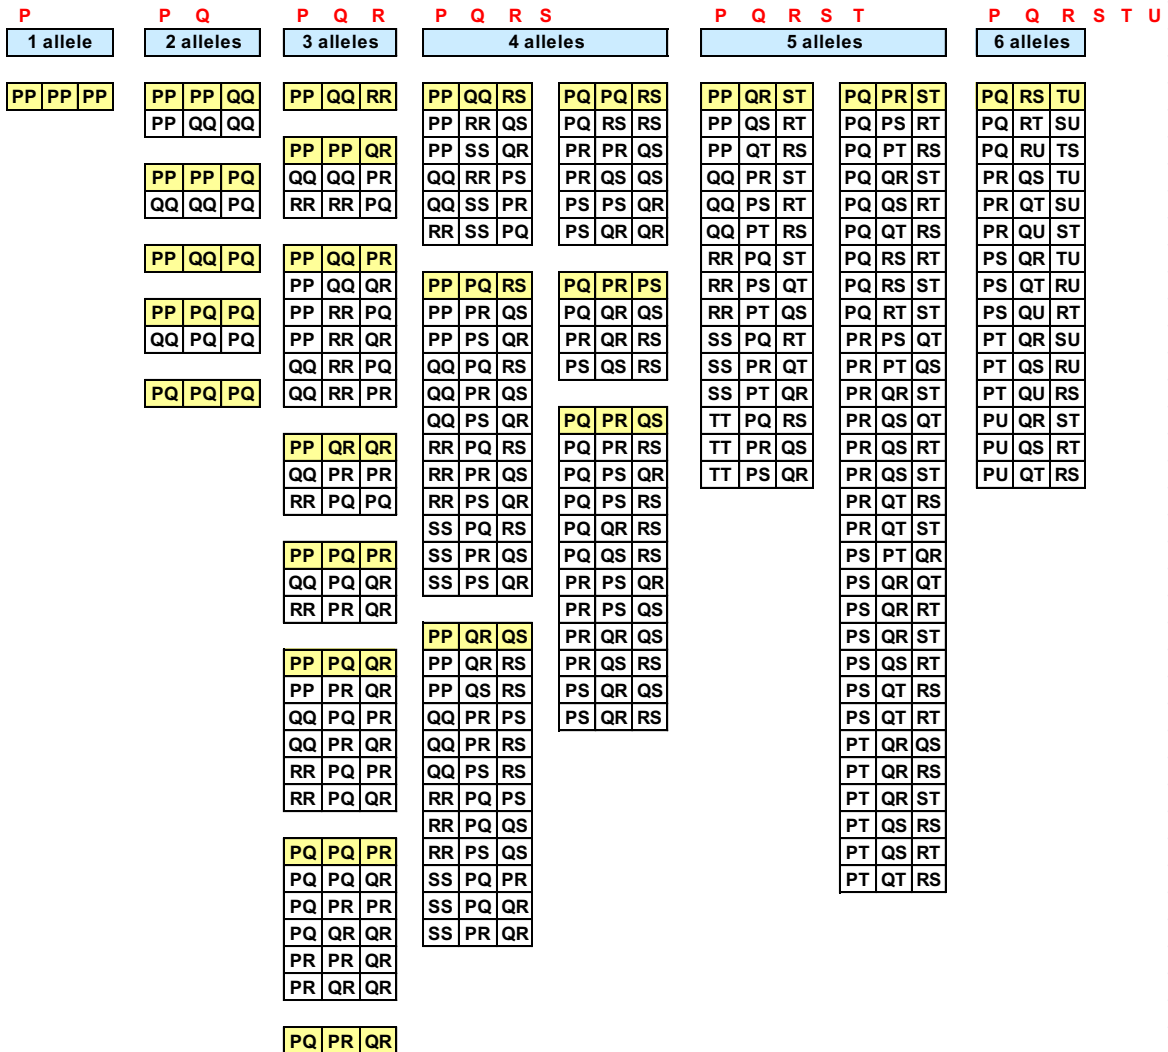 P
1 allele
PP PP PP
P Q
2 alleles
PP PP QQ
PP QQ QQ
PP PP PQ
QQ QQ PQ
PP QQ PQ
PP PQ PQ
QQ PQ PQ
PQ PQ PQ
P Q R
3 alleles
PP QQ RR
PP PP QR
QQ QQ PR
RR RR PQ
PP QQ PR
PP QQ QR
PP RR PQ
PP RR QR
QQ RR PQ
QQ RR PR
PP QR QR
QQ PR PR
RR PQ PQ
PP PQ PR
QQ PQ QR
RR PR QR
PP PQ QR
PP PR QR
QQ PQ PR
QQ PR QR
RR PQ PR
RR PQ QR
PQ PQ PR
PQ PQ QR
PQ PR PR
PQ QR QR
PR PR QR
PR QR QR
PQ PR QR
P Q R S
4 alleles
PP QQ RS
PP RR QS
PP SS QR
QQ RR PS
QQ SS PR
RR SS PQ
PP PQ RS
PP PR QS
PP PS QR
QQ PQ RS
QQ PR QS
QQ PS QR
RR PQ RS
RR PR QS
RR PS QR
SS PQ RS
SS PR QS
SS PS QR
PP QR QS
PP QR RS
PP QS RS
QQ PR PS
QQ PR RS
QQ PS RS
RR PQ PS
RR PQ QS
RR PS QS
SS PQ PR
SS PQ QR
SS PR QR
PQ PQ RS
PQ RS RS
PR PR QS
PR QS QS
PS PS QR
PS QR QR
PQ PR PS
PQ QR QS
PR QR RS
PS QS RS
PQ PR QS
PQ PR RS
PQ PS QR
PQ PS RS
PQ QR RS
PQ QS RS
PR PS QR
PR PS QS
PR QR QS
PR QS RS
PS QR QS
PS QR RS
P Q R S T
5 alleles
PP QR ST
PP QS RT
PP QT RS
QQ PR ST
QQ PS RT
QQ PT RS
RR PQ ST
RR PS QT
RR PT QS
SS PQ RT
SS PR QT
SS PT QR
TT PQ RS
TT PR QS
TT PS QR
PQ PR ST
PQ PS RT
PQ PT RS
PQ QR ST
PQ QS RT
PQ QT RS
PQ RS RT
PQ RS ST
PQ RT ST
PR PS QT
PR PT QS
PR QR ST
PR QS QT
PR QS RT
PR QS ST
PR QT RS
PR QT ST
PS PT QR
PS QR QT
PS QR RT
PS QR ST
PS QS RT
PS QT RS
PS QT RT
PT QR QS
PT QR RS
PT QR ST
PT QS RS
PT QS RT
PT QT RS
P Q R S T U
6 alleles
PQ RS TU
PQ RT SU
PQ RU TS
PR QS TU
PR QT SU
PR QU ST
PS QR TU
PS QT RU
PS QU RT
PT QR SU
PT QS RU
PT QU RS
PU QR ST
PU QS RT
PU QT RS